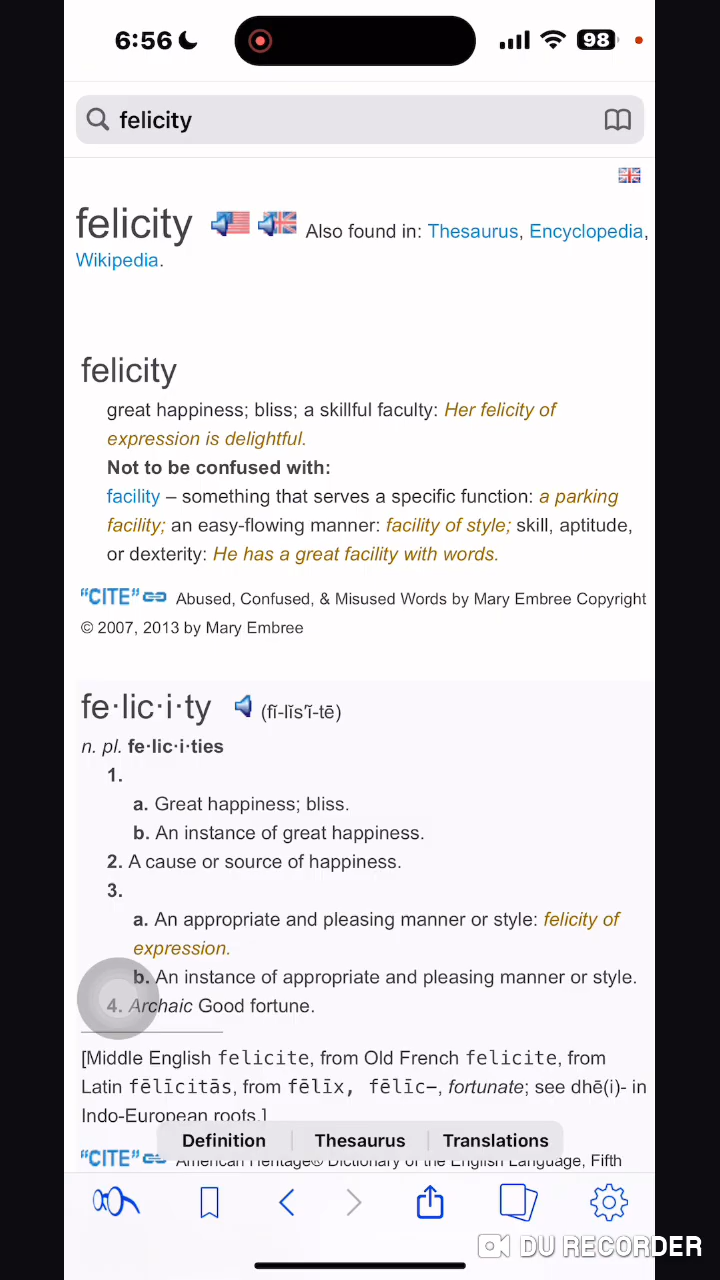 6:56
98
felicity
felicity Also found in: Thesaurus, Encyclopedia,
Wikipedia.
felicity
great happiness; bliss; a skillful faculty: Her felicity of
expression is delightful.
Not to be confused with:
facility – something that serves a specific function: a parking
facility; an easy-flowing manner: facility of style; skill, aptitude,
or dexterity: He has a great facility with words.
"CITE" Abused, Confused, & Misused Words by Mary Embree Copyright
© 2007, 2013 by Mary Embree
fe·lic·i·ty (fĭ-lĭs′ĭ-tē)
n. pl. fe·lic·i·ties
1.
a. Great happiness; bliss.
b. An instance of great happiness.
2. A cause or source of happiness.
3.
a. An appropriate and pleasing manner or style: felicity of
expression.
b. An instance of appropriate and pleasing manner or style.
4. Archaic Good fortune.
[Middle English felicite, from Old French felicite, from
Latin fēlīcitās, from fēlīx, fēlīc-, fortunate; see dhē(i)- in
Indo-European roots.]
Definition Thesaurus Translations
"CITE" American Heritage® Dictionary of the English Language, Fifth
DU RECORDER